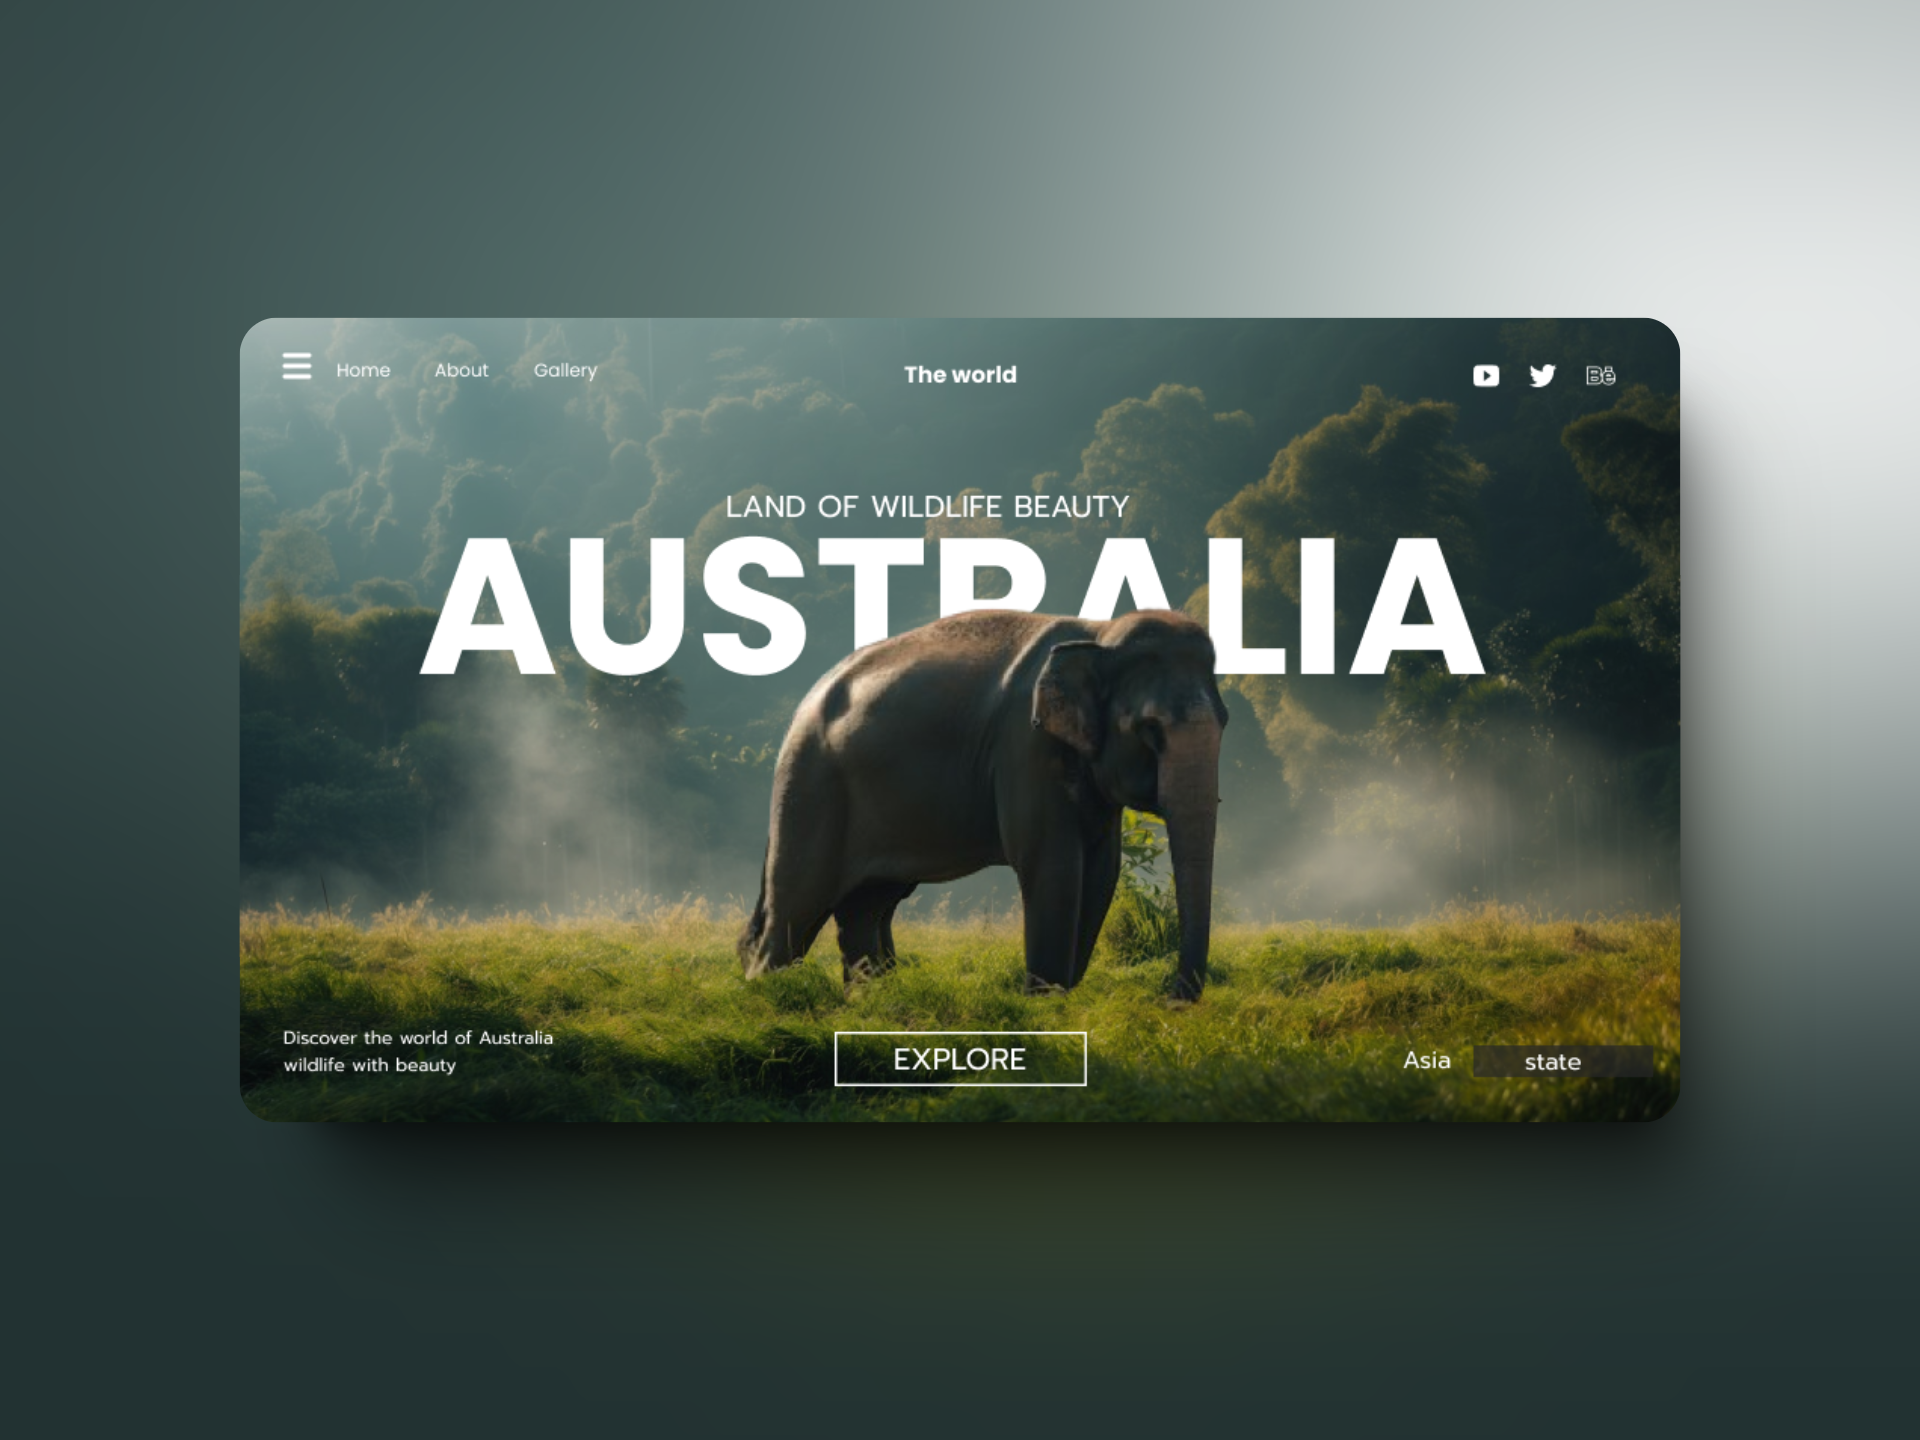 Home About Gallery
The world
Bē
LAND OF WILDLIFE BEAUTY
AUSTRALIA
Discover the world of Australia
wildlife with beauty
EXPLORE
Asia state